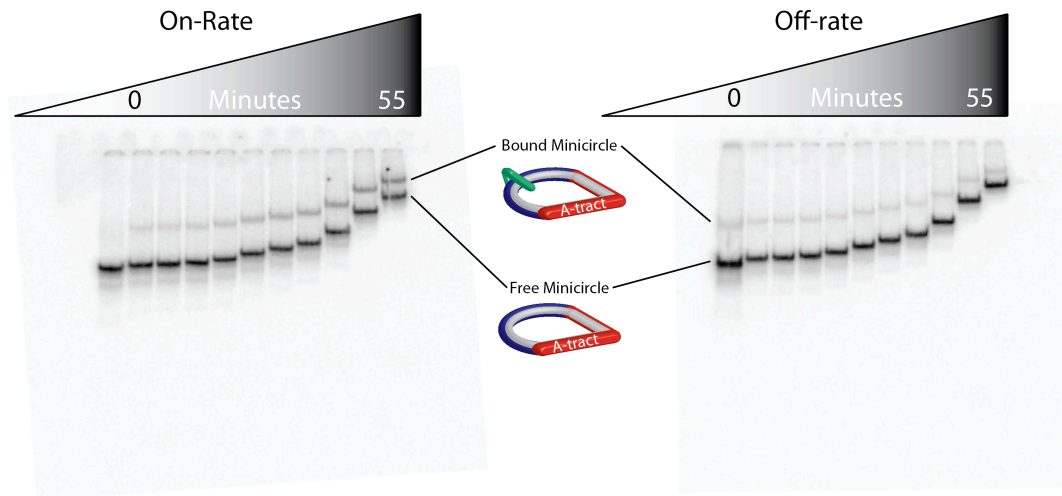 On-Rate
0 Minutes 55
Off-rate
0 Minutes 55
Bound Minicircle
A-tract
Free Minicircle
A-tract